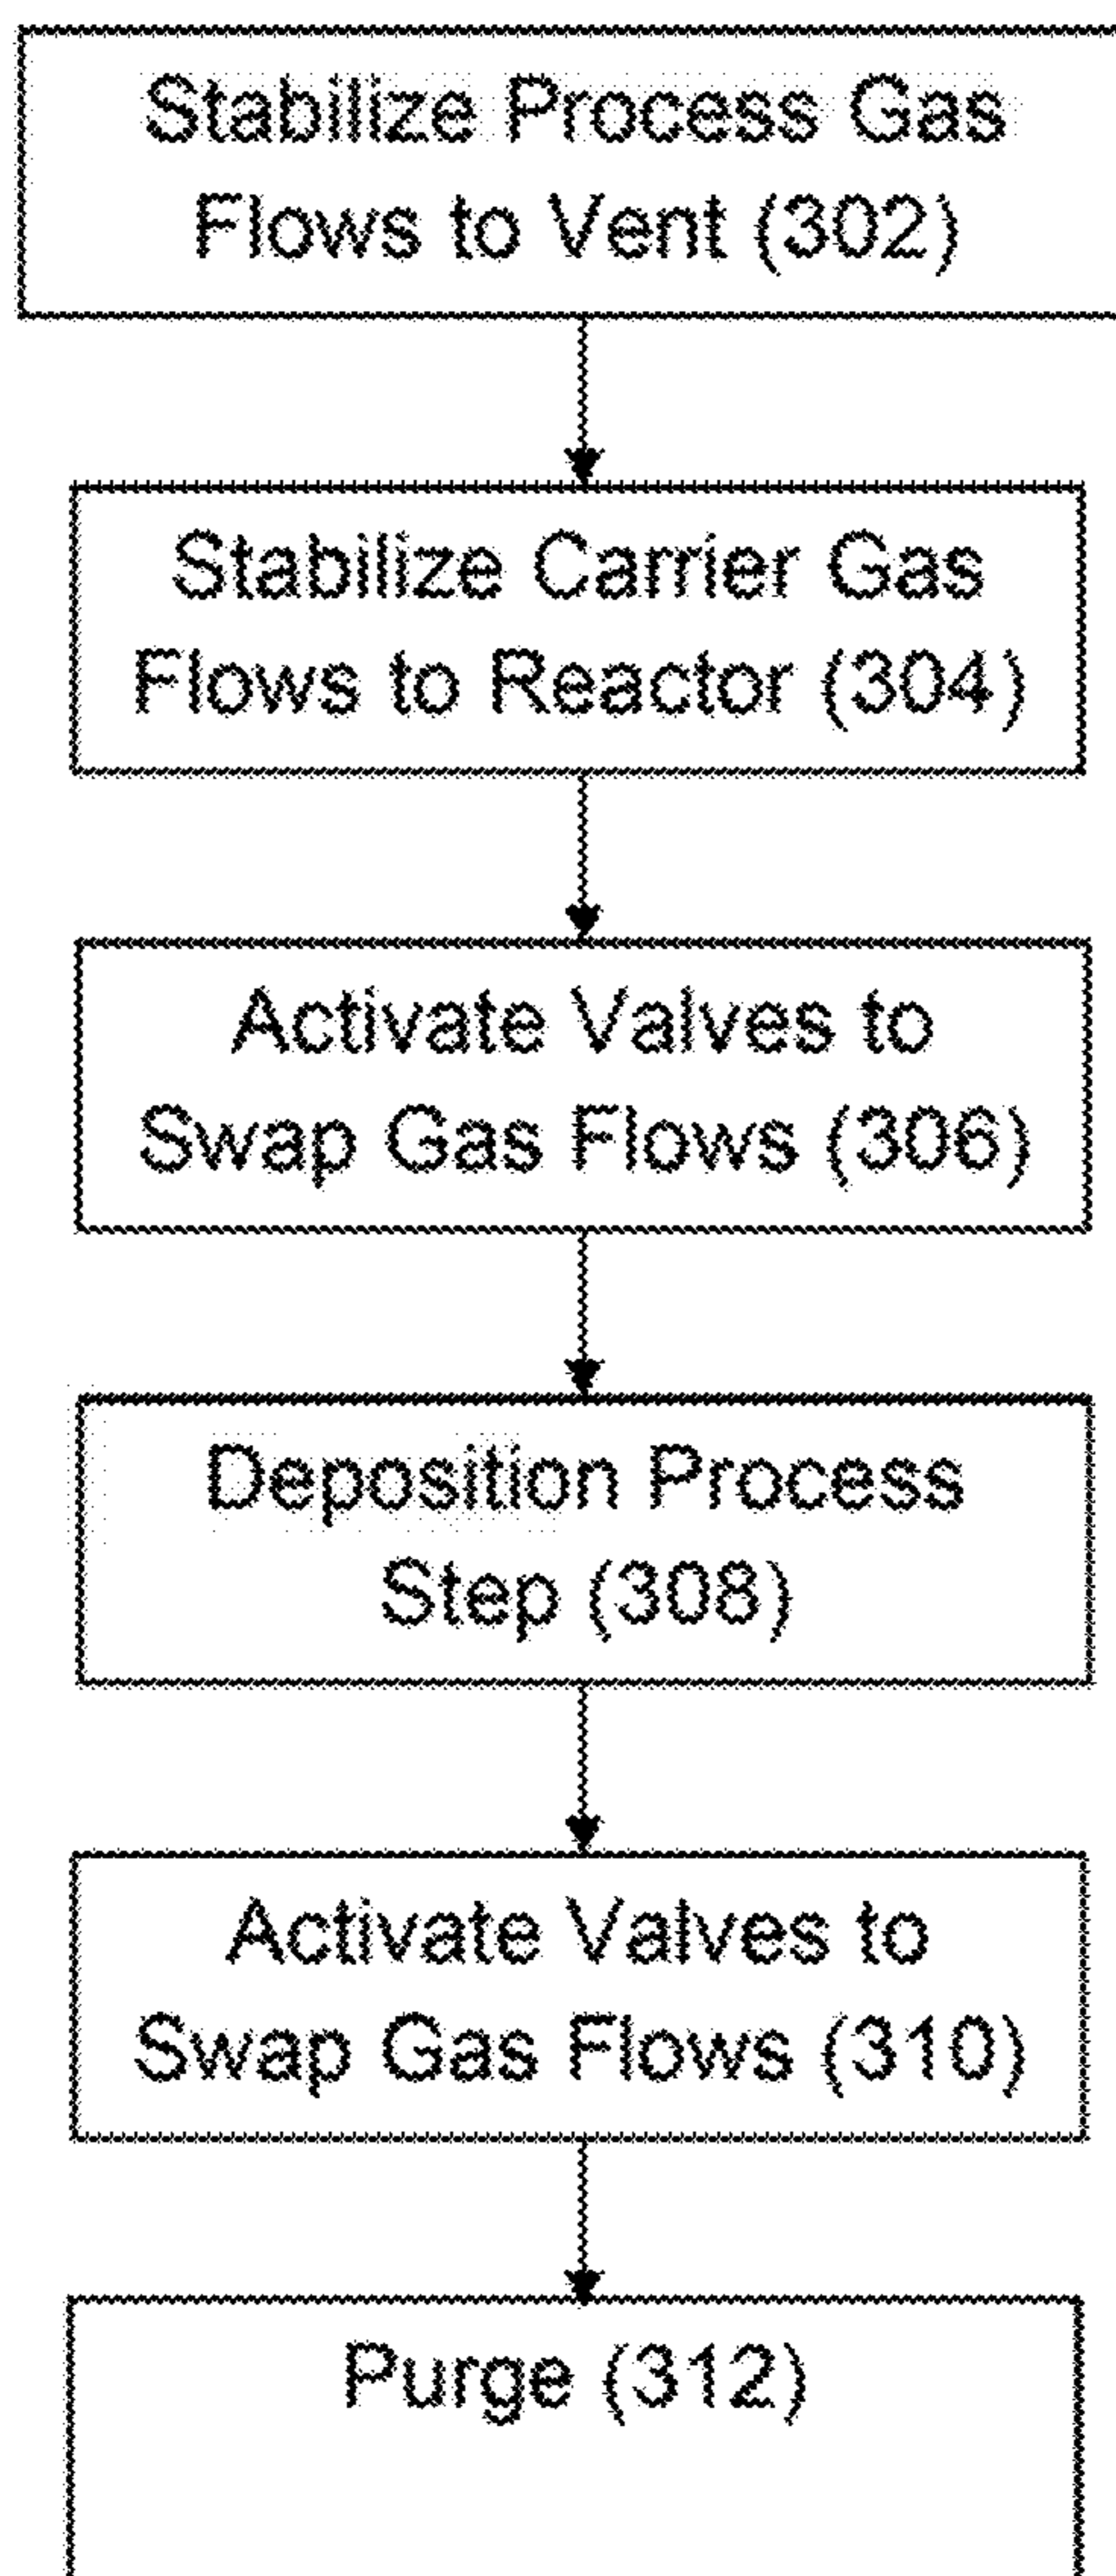 Stabilize Process Gas
Flows to Vent (302)
Stabilize Carrier Gas
Flows to Reactor (304)
Activate Valves to
Swap Gas Flows (306)
Deposition Process
Step (308)
Activate Valves to
Swap Gas Flows (310)
Purge (312)